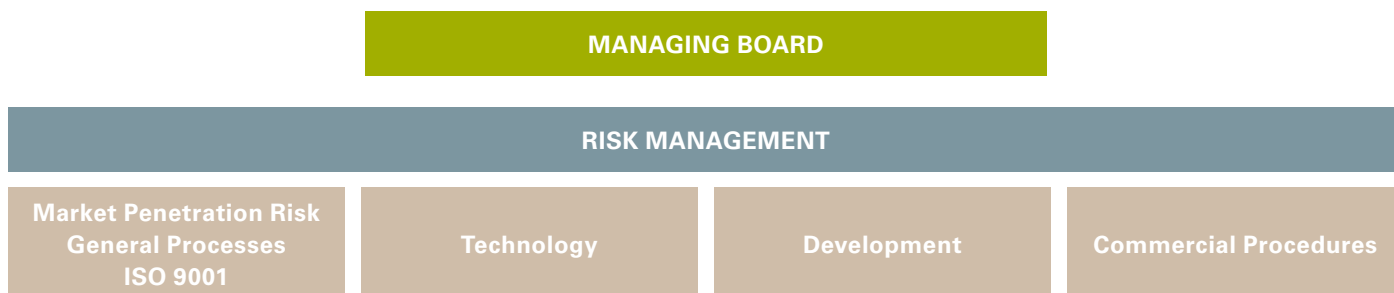 MANAGING BOARD
RISK MANAGEMENT
Market Penetration Risk
General Processes
ISO 9001
Technology
Development
Commercial Procedures